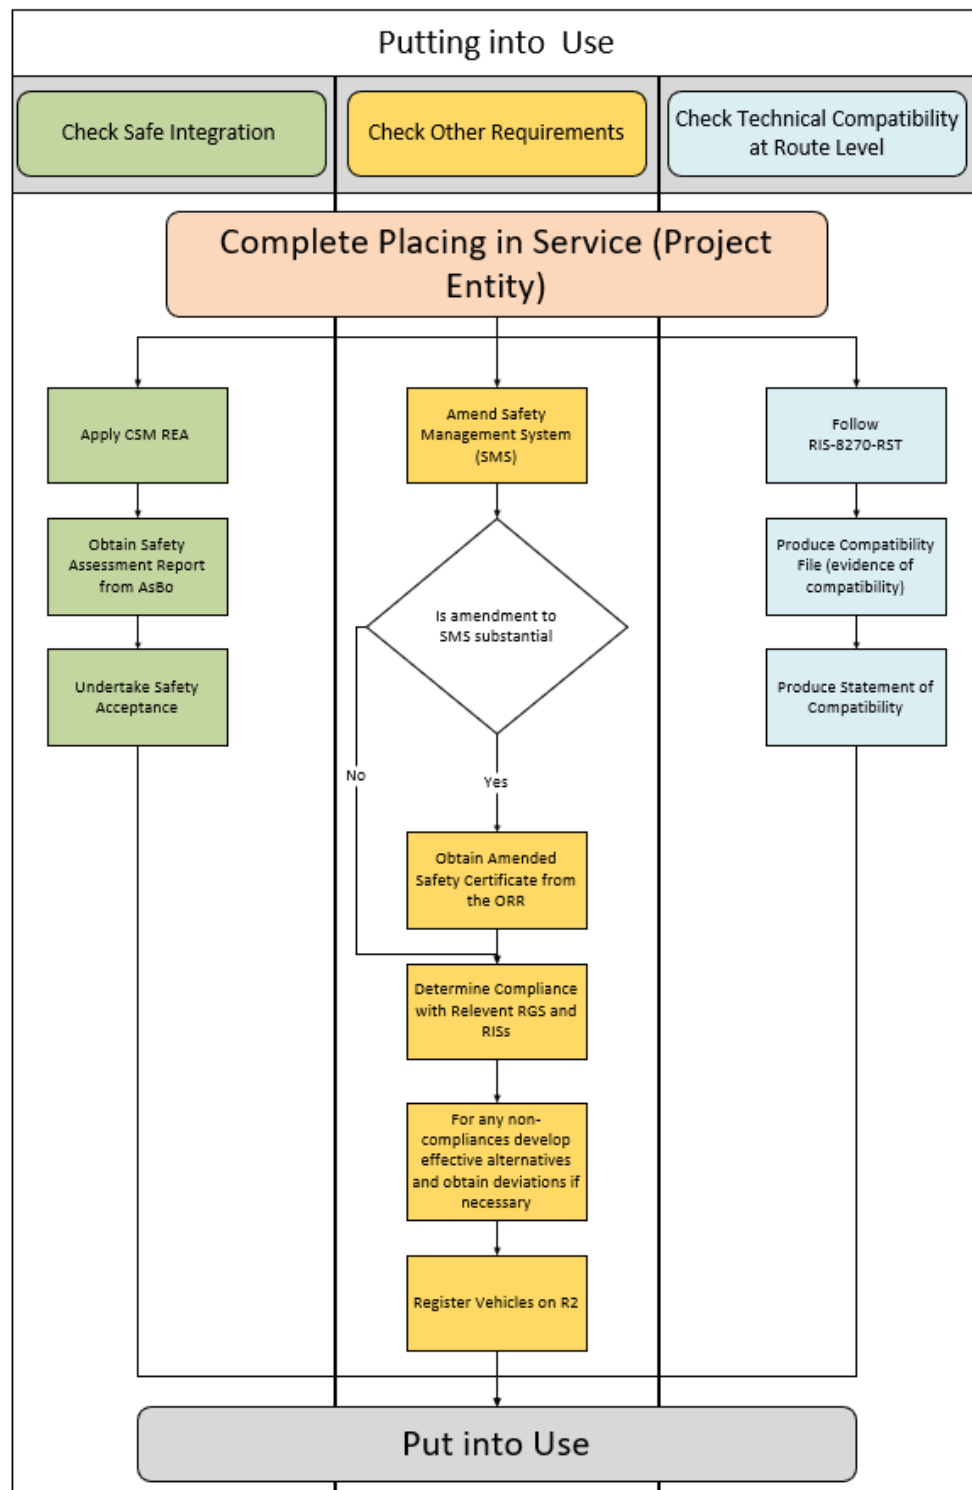 Putting into Use
Check Safe Integration
Check Other Requirements
Check Technical Compatibility
at Route Level
Complete Placing in Service (Project
Entity)
Apply CSM REA
Obtain Safety
Assessment Report
from AsBo
Undertake Safety
Acceptance
Amend Safety
Management System
(SMS)
Is amendment to
SMS substantial
No
Yes
Obtain Amended
Safety Certificate from
the ORR
Determine Compliance
with Relevent RGS and
RISs
For any non-
compliances develop
effective alternatives
and obtain deviations if
necessary
Register Vehicles on R2
Follow
RIS-8270-RST
Produce Compatibility
File (evidence of
compatibility)
Produce Statement of
Compatibility
Put into Use